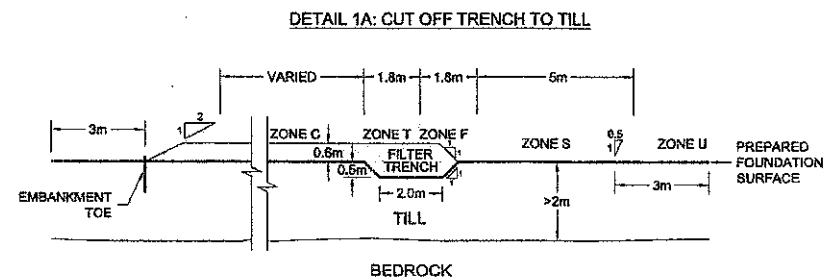 DETAIL 1A: CUT OFF TRENCH TO TILL
VARIED
1.8m
1.8m
5m
3m
2
1
ZONE C
ZONE T
ZONE F
ZONE S
ZONE U
0.5
1
0.6m
FILTER
TRENCH
1
1
PREPARED
FOUNDATION
SURFACE
0.5m
2.0m
>2m
3m
EMBANKMENT
TOE
TILL
BEDROCK